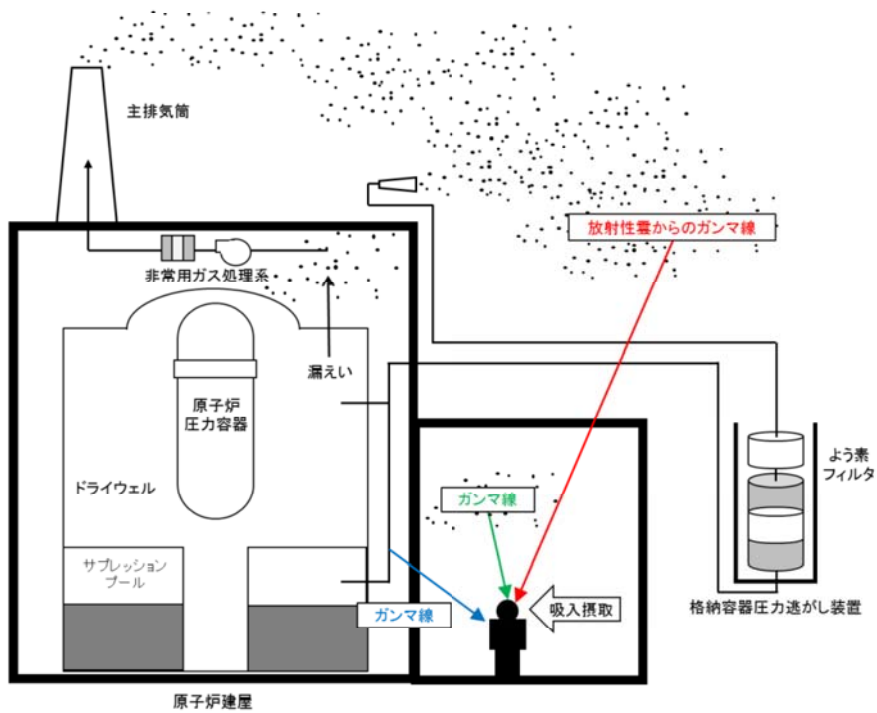 主排気筒
放射性雲からのガンマ線
非常用ガス処理系
漏えい
原子炉
圧力容器
よう素
フィルタ
ドライウェル
ガンマ線
サプレッション
プール
ガンマ線
吸入摂取
格納容器圧力逃がし装置
原子炉建屋